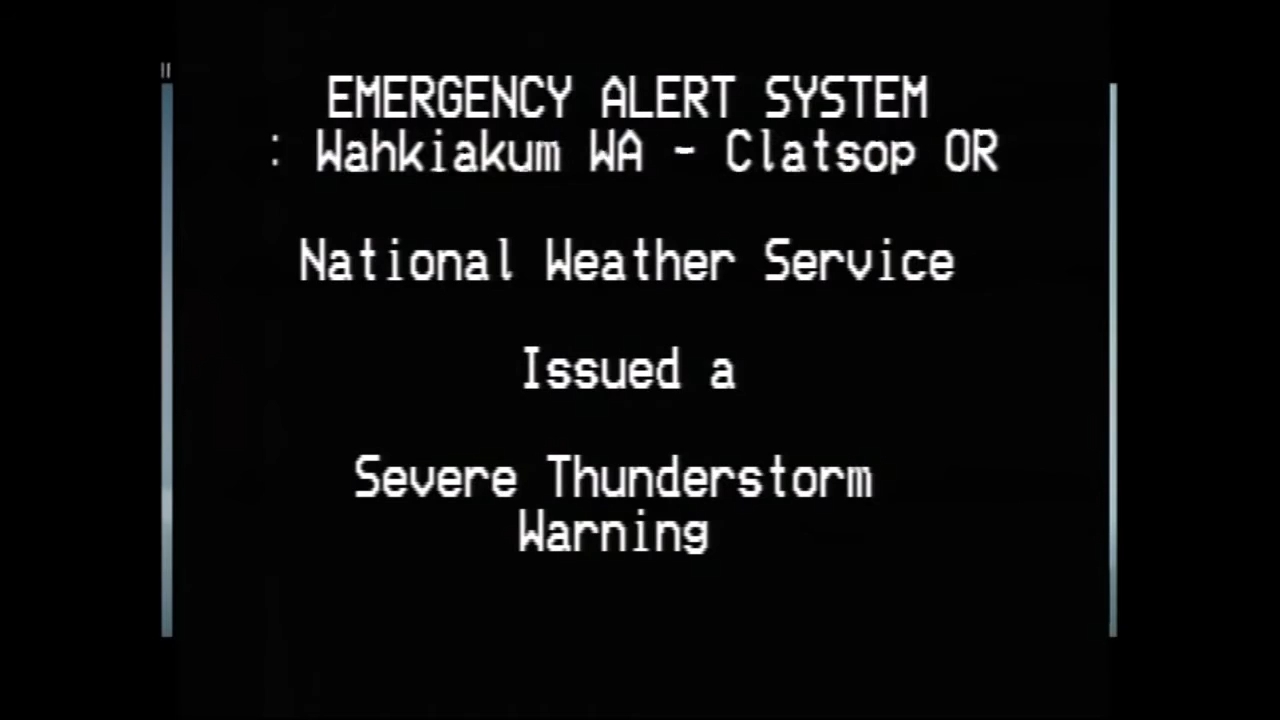 EMERGENCY ALERT SYSTEM
: Wahkiakum WA - Clatsop OR
National Weather Service
Issued a
Severe Thunderstorm
Warning